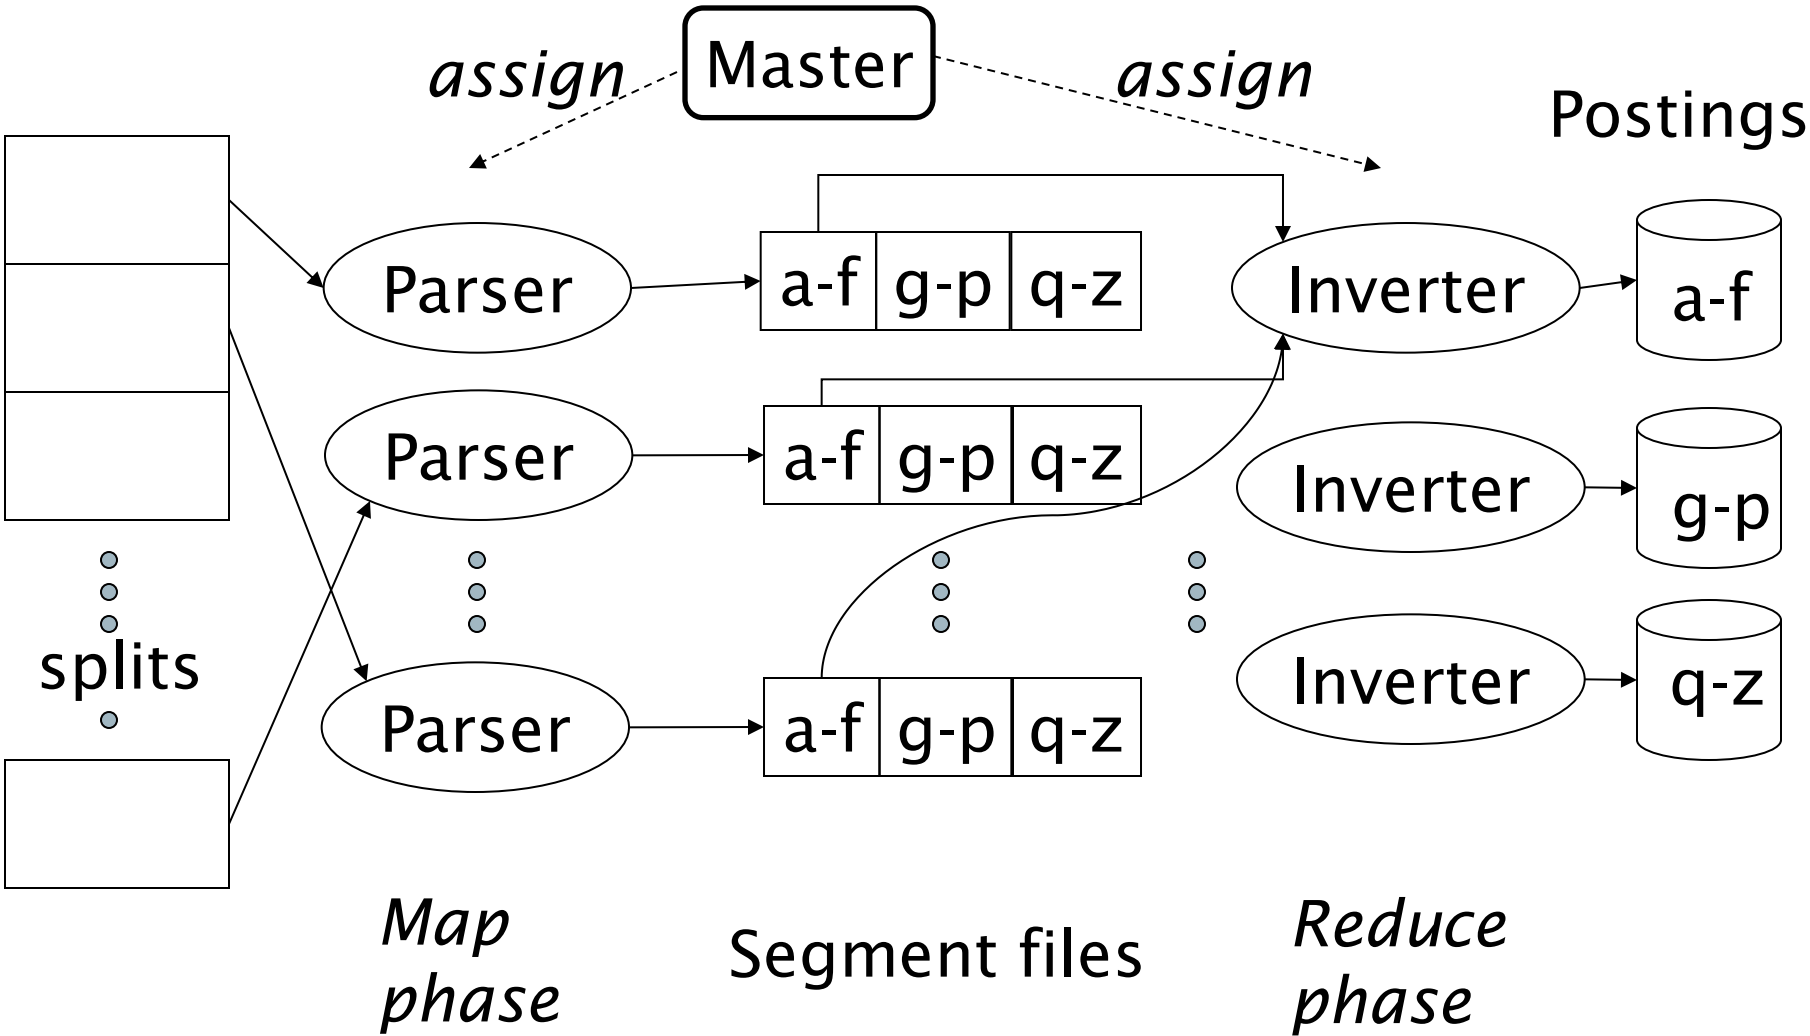 Master
assign
assign
Postings
Parser
a-f g-p q-z
Inverter
a-f
Parser
a-f g-p q-z
Inverter
g-p
splits
Parser
a-f g-p q-z
Inverter
q-z
Map
phase
Segment files
Reduce
phase